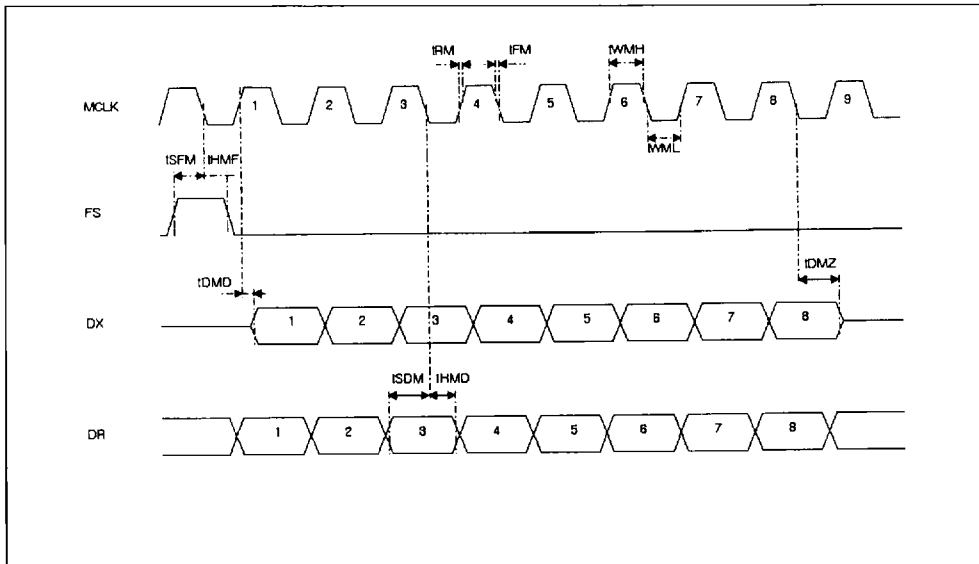 tRM tFM tWMH
MCLK 1 2 3 4 5 6 7 8 9
tWML
tSFM tHMF
FS
tDMZ
tDMD
DX 1 2 3 4 5 6 7 8
tSDM tHMD
DR 1 2 3 4 5 6 7 8